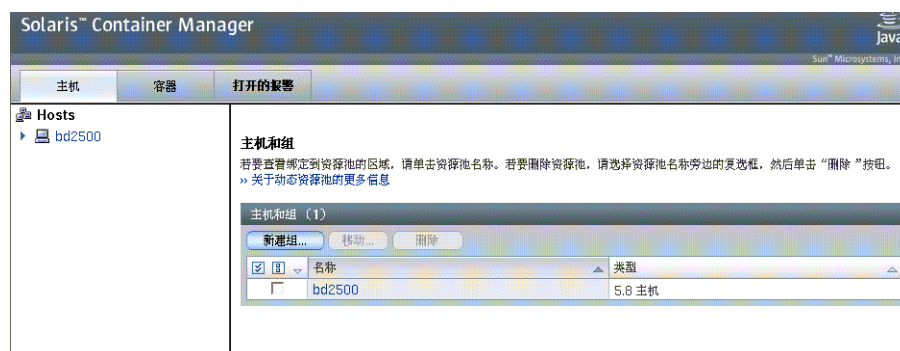 Solaris™ Container Manager
Java
Sun™ Microsystems, In
主机
容器
打开的报警
Hosts
bd2500
主机和组
若要查看绑定到资源池的区域，请单击资源池名称。若要删除资源池，请选择资源池名称旁边的复选框，然后单击“删除 ”按钮。
»关于动态资源池的更多信息
主机和组（1）
新建组...
移动...
删除
名称
类型
bd2500
5.8 主机